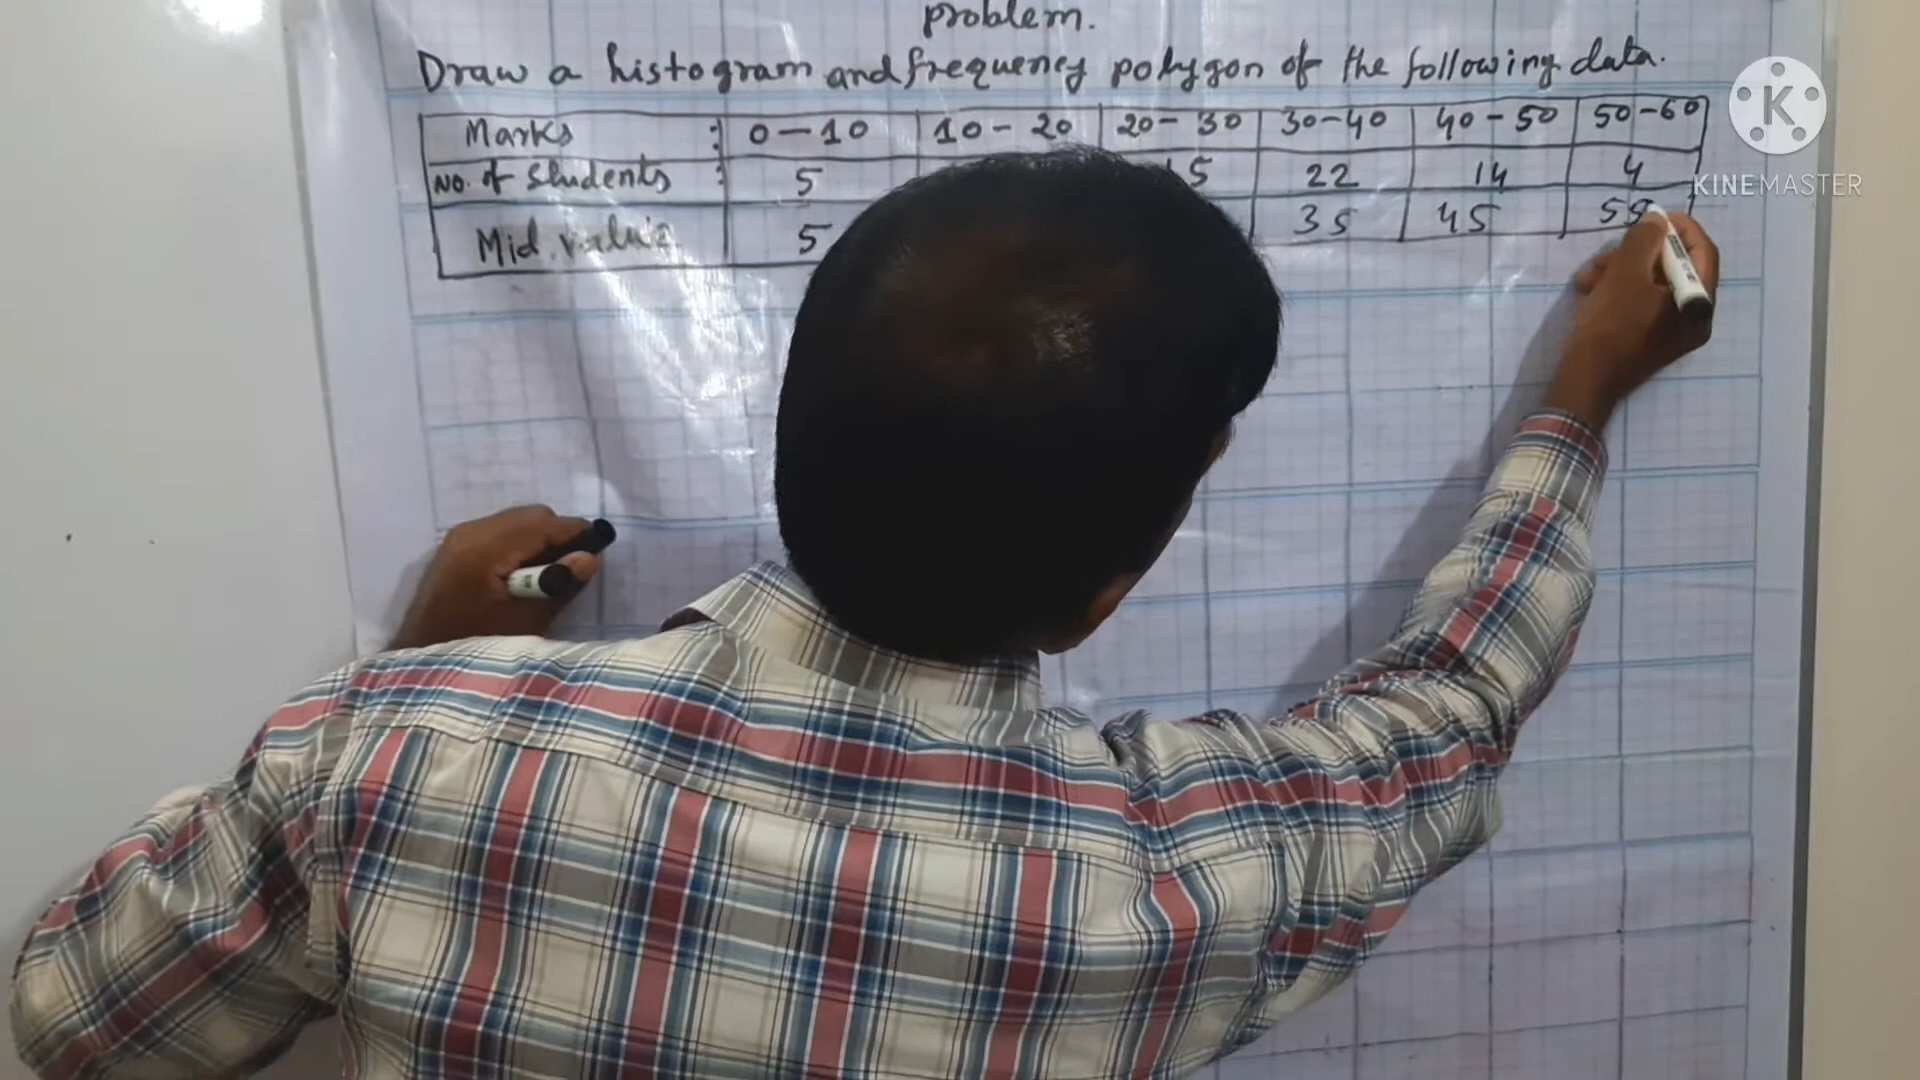 problem.
Draw a histogram and frequency polygon of the following data.
Marks : 0-10 10-20 20-30 30-40 40-50 50-60
No. of Students : 5 15 22 14 4
Mid. value 5 35 45 55
K
KINEMASTER